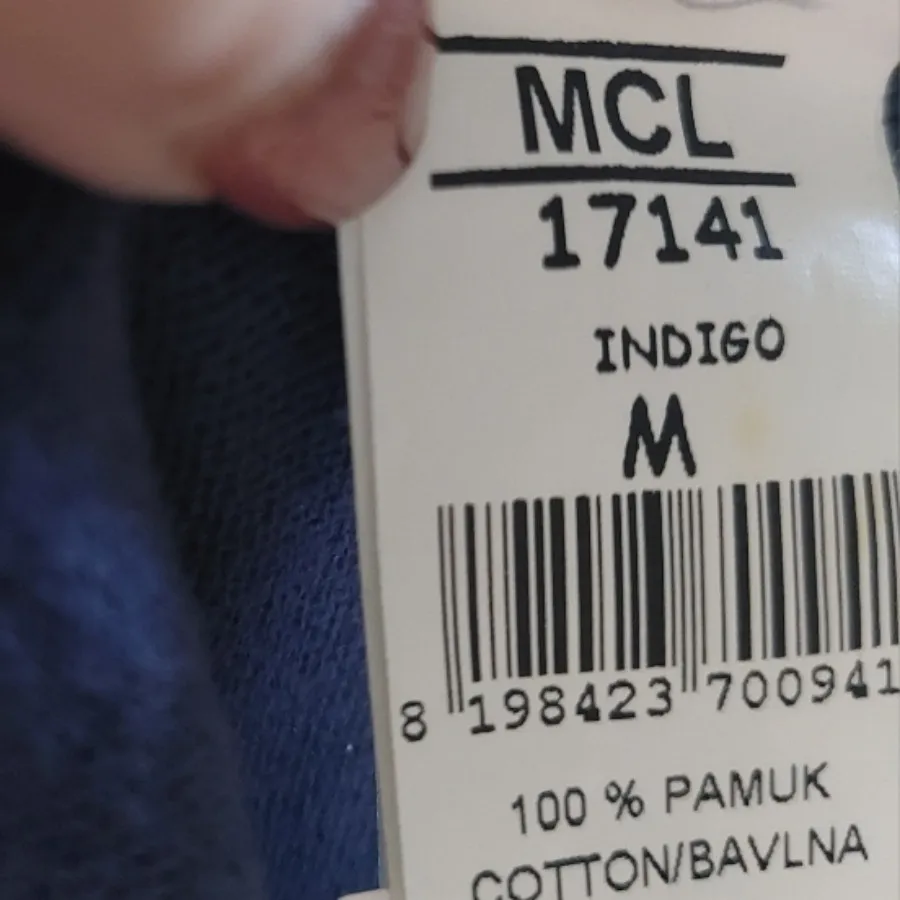 MCL
17141
INDIGO
M
8 198423 700941
100 % PAMUK
COTTON/BAVLNA